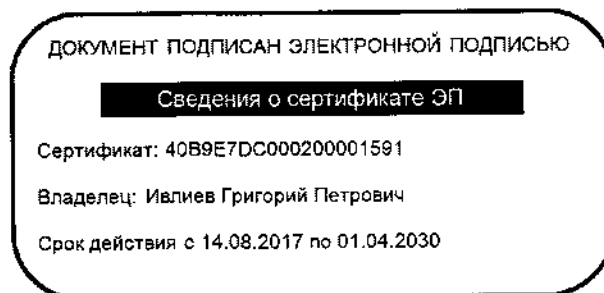 ДОКУМЕНТ ПОДПИСАН ЭЛЕКТРОННОЙ ПОДПИСЬЮ
Сведения о сертификате ЭП
Сертификат: 40B9E7DC000200001591
Владелец: Ивлиев Григорий Петрович
Срок действия с 14.08.2017 по 01.04.2030